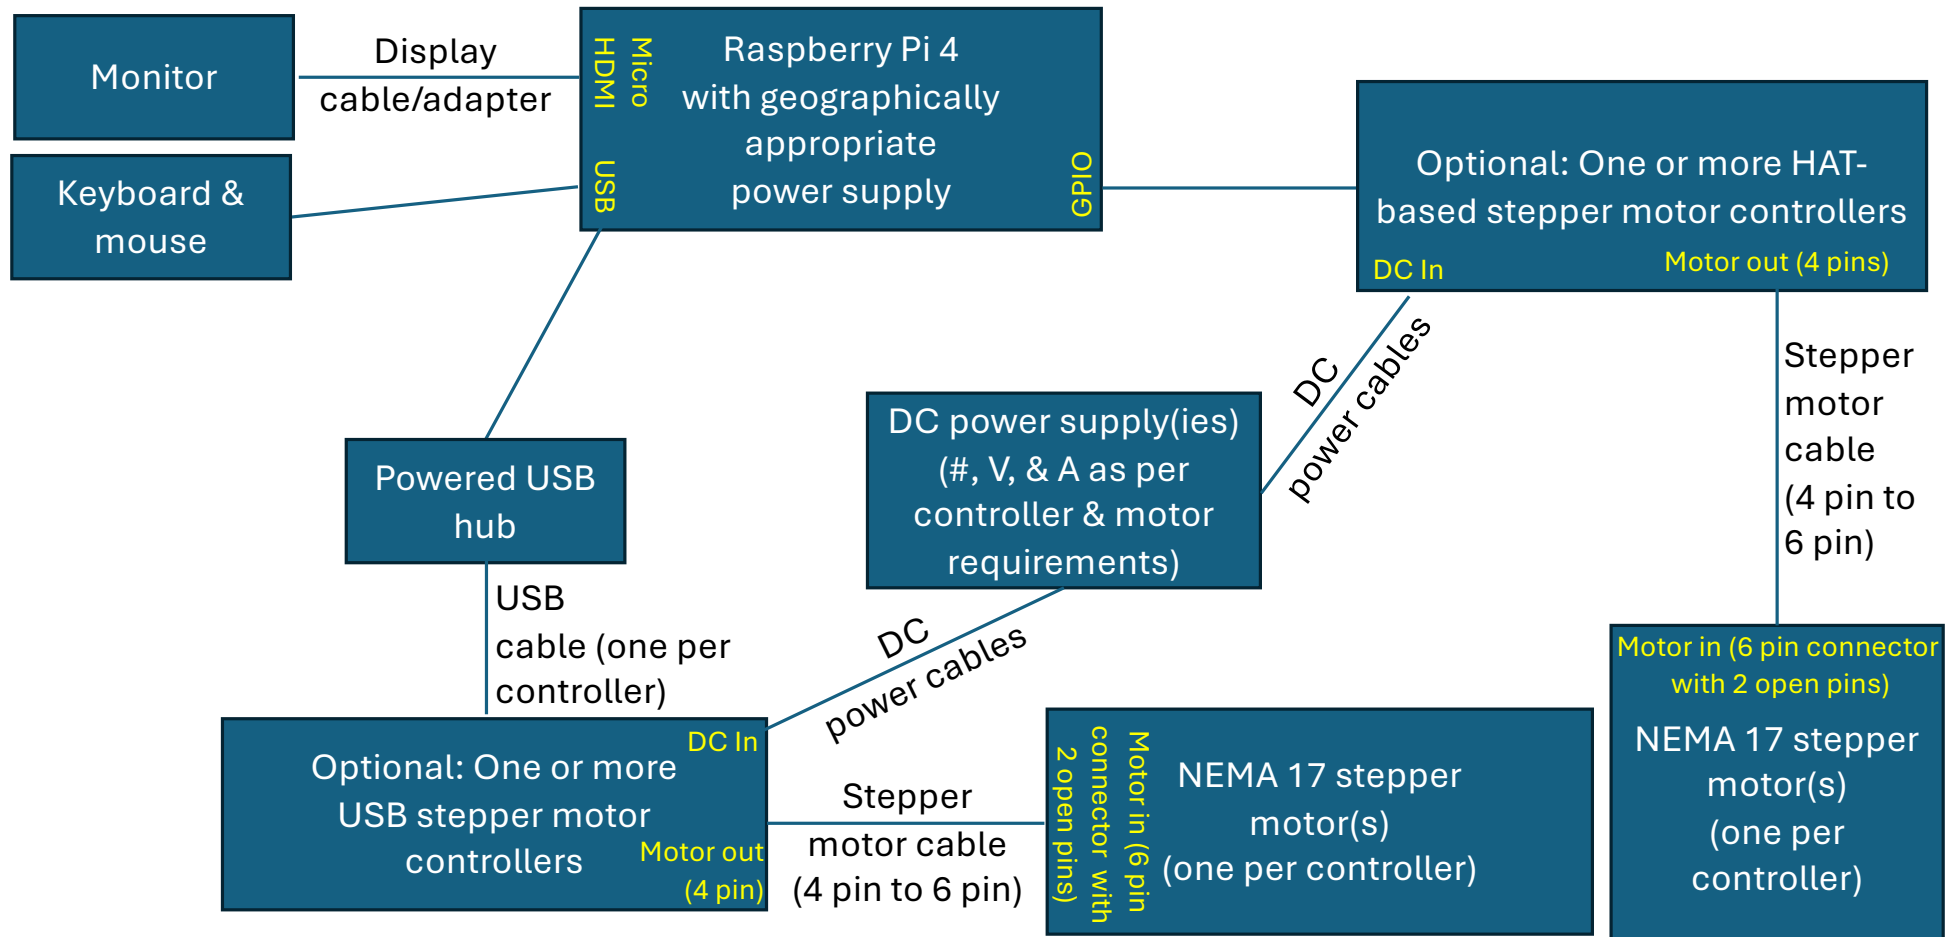 Monitor
Display
cable/adapter
Micro
HDMI
USB
Raspberry Pi 4
with geographically
appropriate
power supply
GPIO
Keyboard &
mouse
Optional: One or more HAT-
based stepper motor controllers
DC In
Motor out (4 pins)
DC
power cables
Stepper
motor
cable
(4 pin to
6 pin)
DC power supply(ies)
(#, V, & A as per
controller & motor
requirements)
Powered USB
hub
USB
cable (one per
controller)
DC
power cables
DC In
Optional: One or more
USB stepper motor
controllers
Motor out
(4 pin)
Stepper
motor cable
(4 pin to 6 pin)
Motor in (6 pin
connector with
2 open pins)
NEMA 17 stepper
motor(s)
(one per controller)
Motor in (6 pin connector
with 2 open pins)
NEMA 17 stepper
motor(s)
(one per
controller)